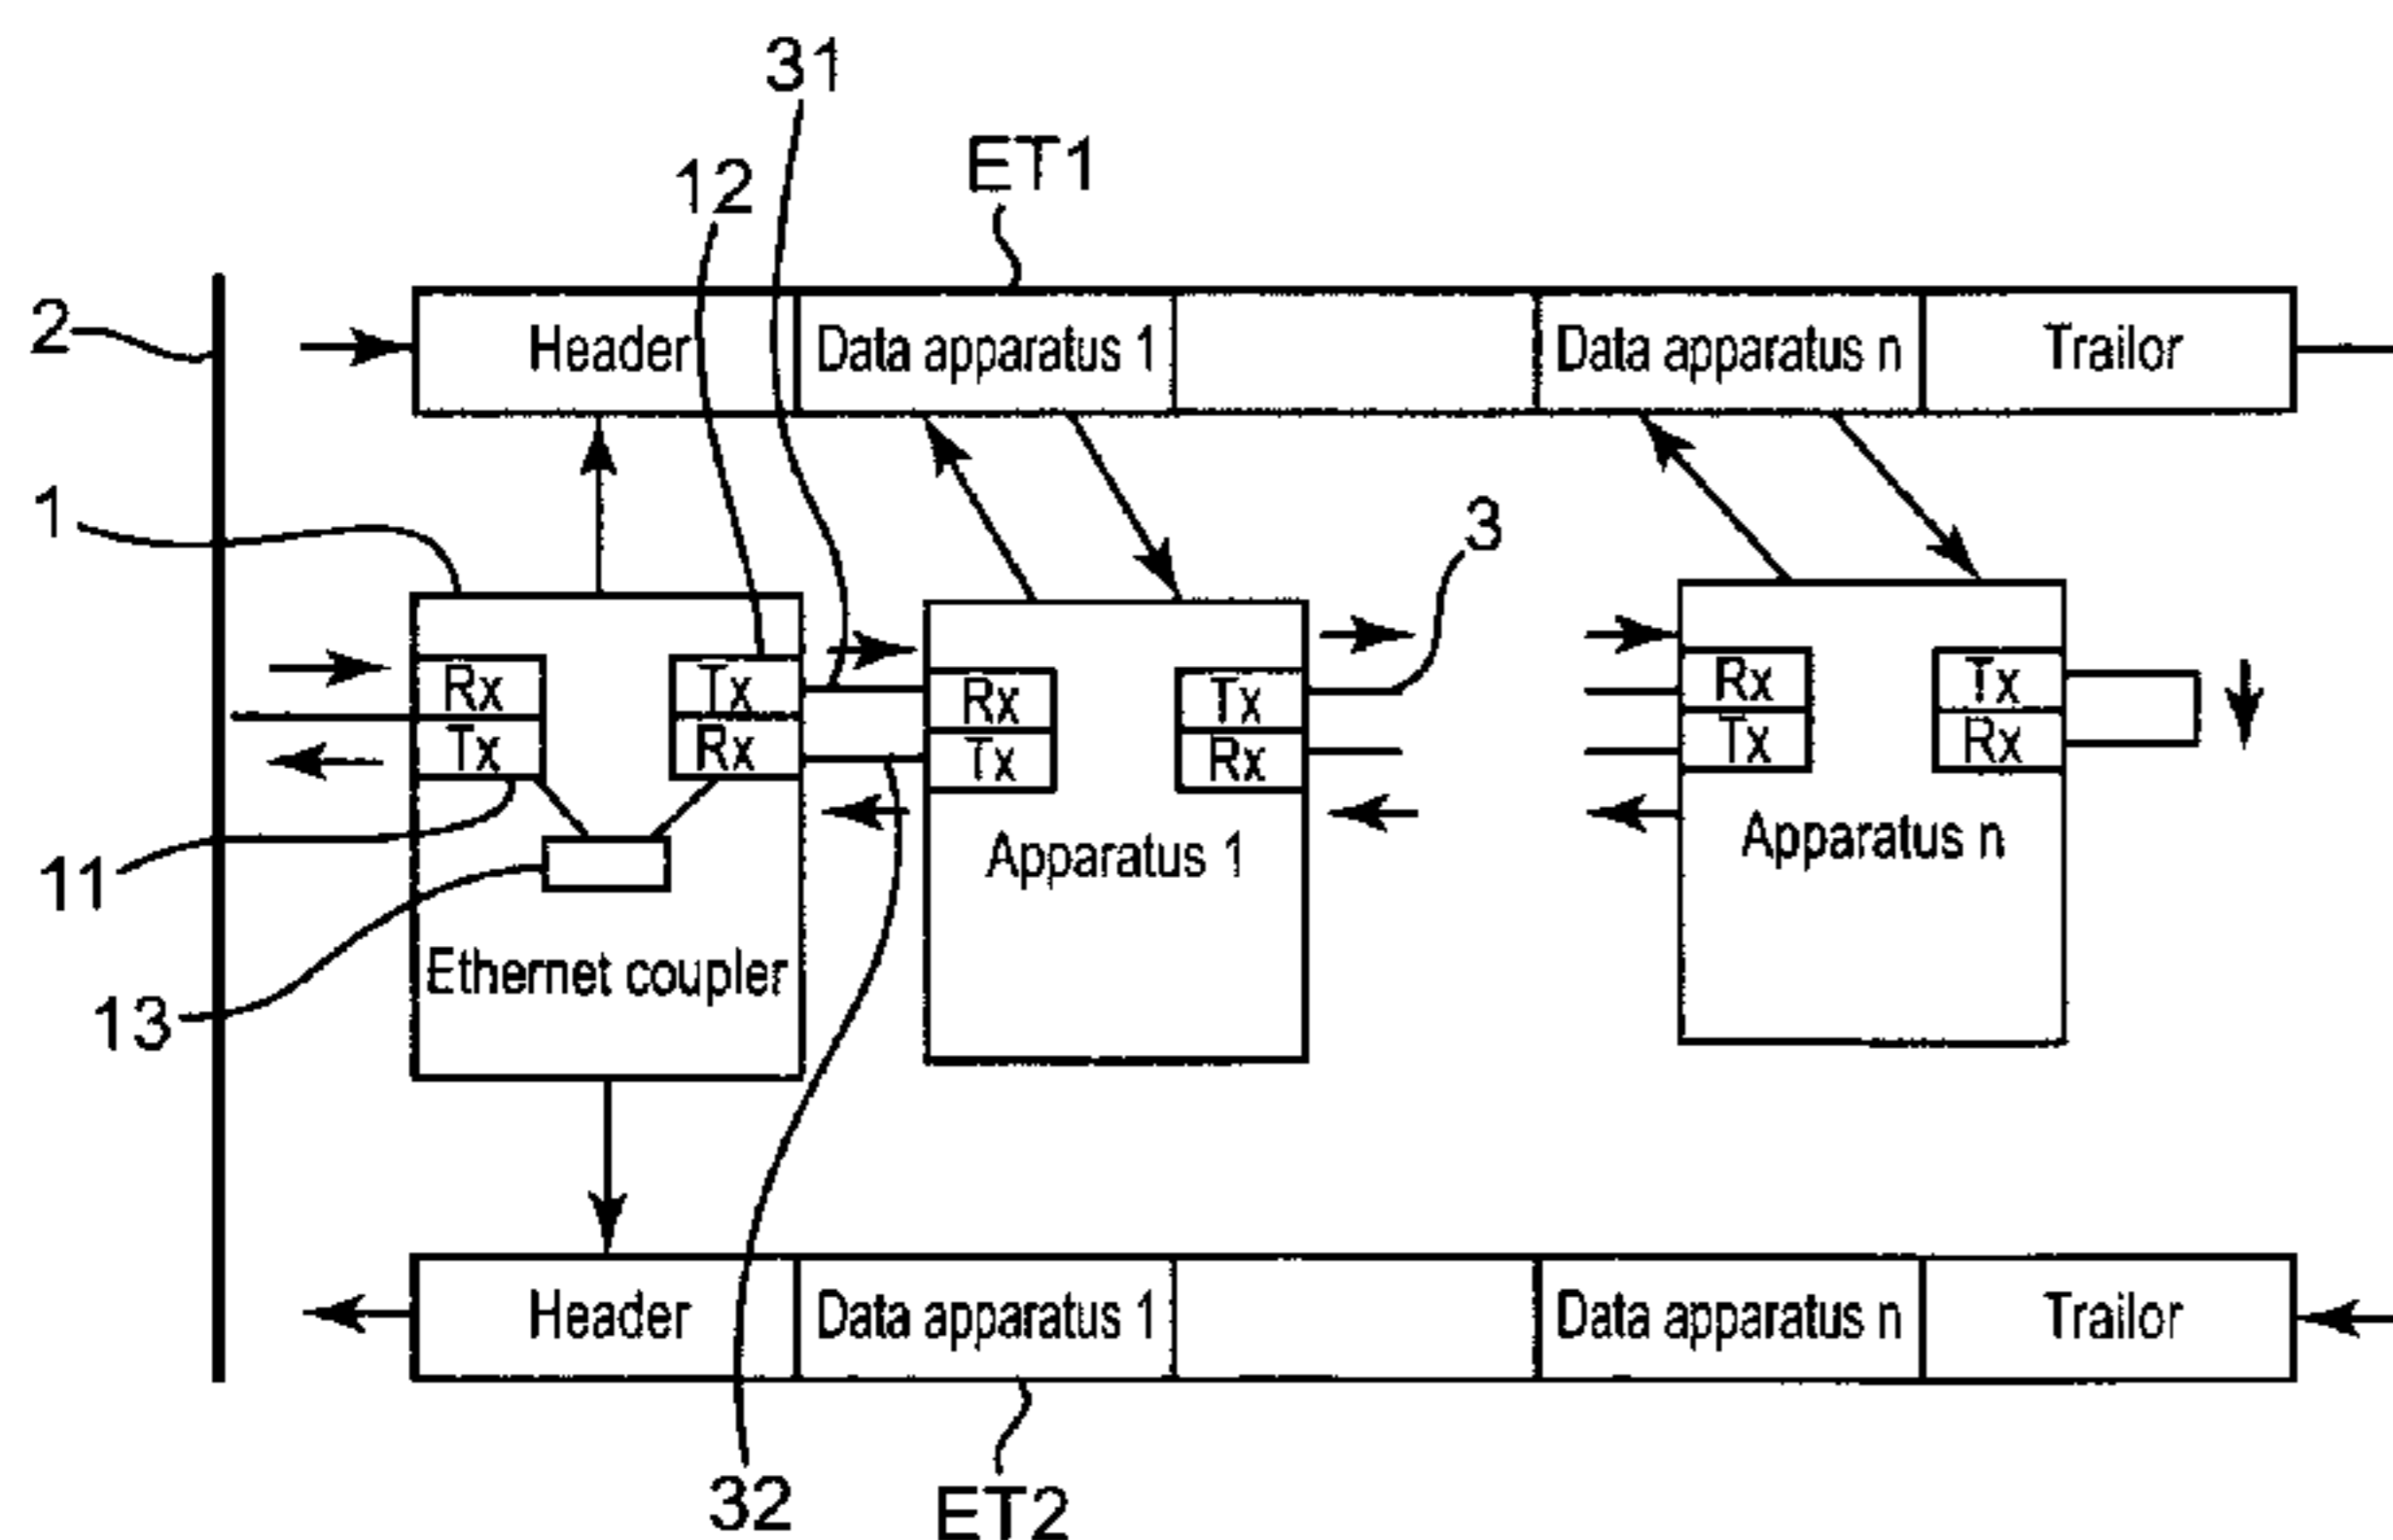 31
12
ET1
2
Header
Data apparatus 1
Data apparatus n
Trailor
1
3
Rx
Tx
Rx
Tx
Rx
Tx
Tx
Rx
Tx
Rx
Tx
Rx
11
Apparatus 1
Apparatus n
13
Ethernet coupler
Header
Data apparatus 1
Data apparatus n
Trailor
32
ET2